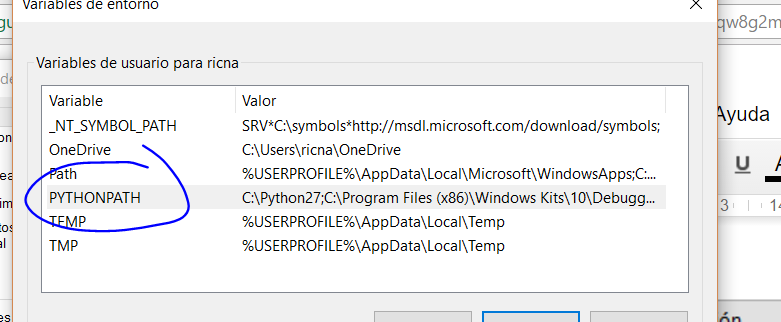 Variables de entorno
qw8g2m
Variables de usuario para ricna
Ayuda
Variable Valor
_NT_SYMBOL_PATH SRV*C:\symbols*http://msdl.microsoft.com/download/symbols;
OneDrive C:\Users\ricna\OneDrive
Path %USERPROFILE%\AppData\Local\Microsoft\WindowsApps;C:...
PYTHONPATH C:\Python27;C:\Program Files (x86)\Windows Kits\10\Debugg...
TEMP %USERPROFILE%\AppData\Local\Temp
TMP %USERPROFILE%\AppData\Local\Temp
U A
3 14
ón